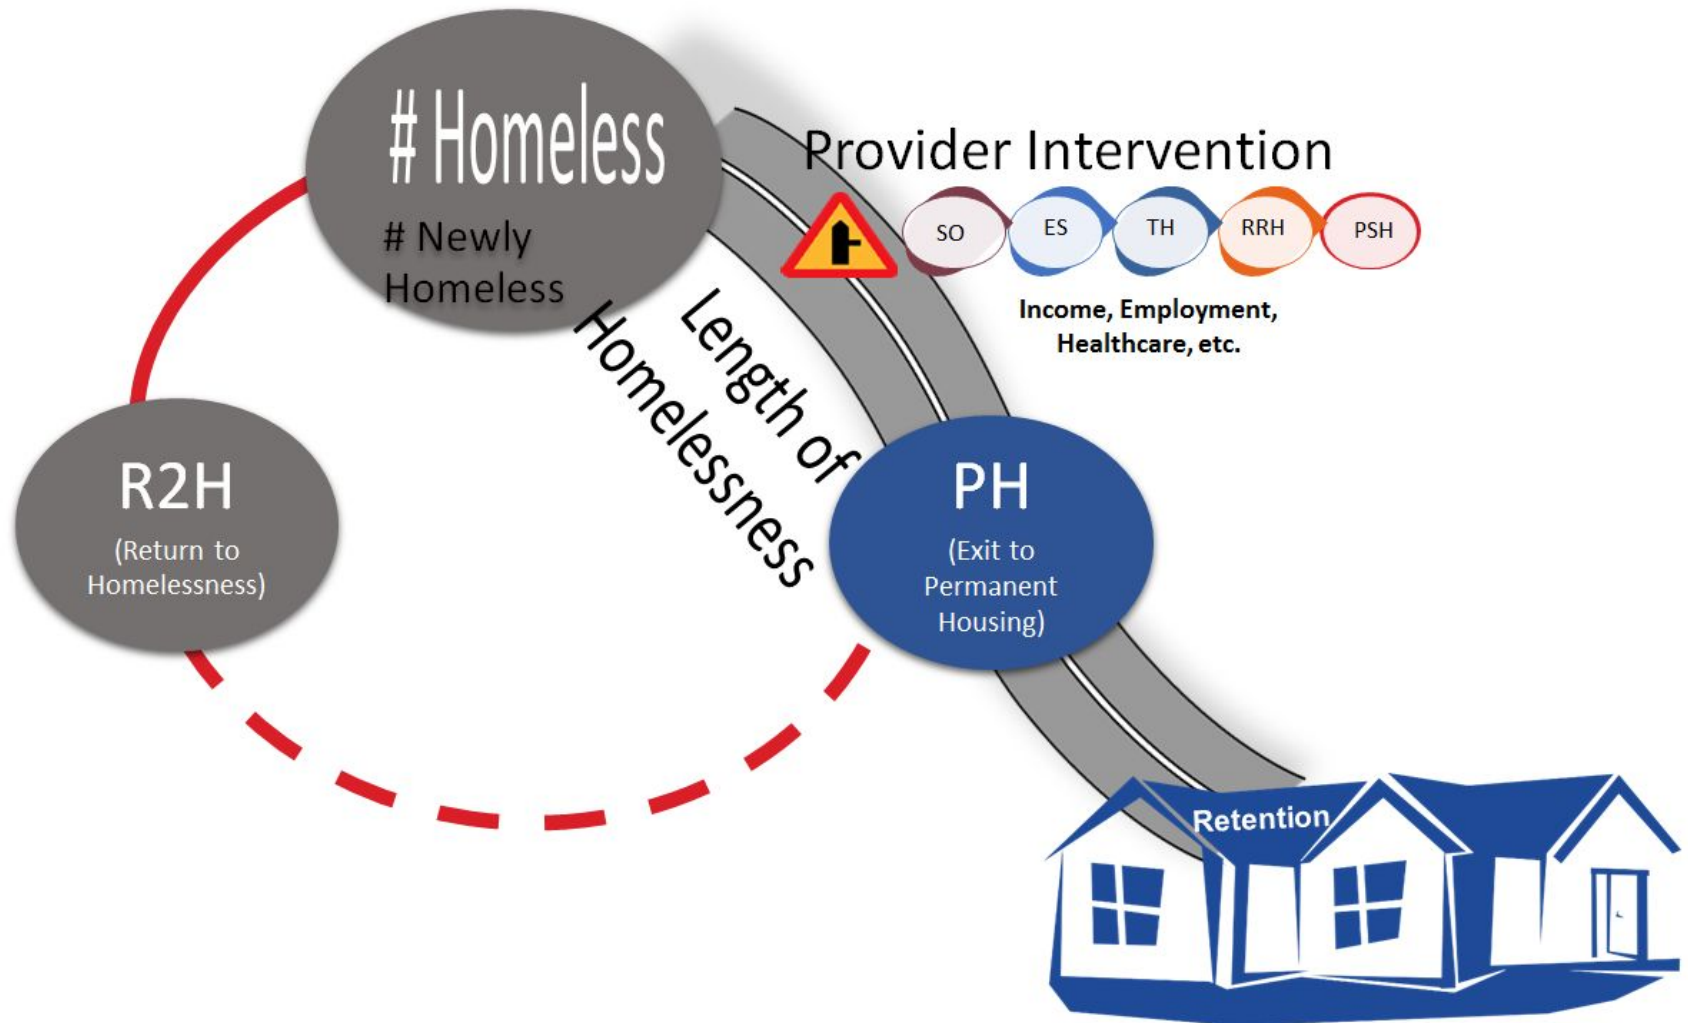 # Homeless
# Newly
Homeless
Provider Intervention
SO
ES
TH
RRH
PSH
Income, Employment,
Healthcare, etc.
Length of
Homelessness
R2H
(Return to
Homelessness)
PH
(Exit to
Permanent
Housing)
Retention